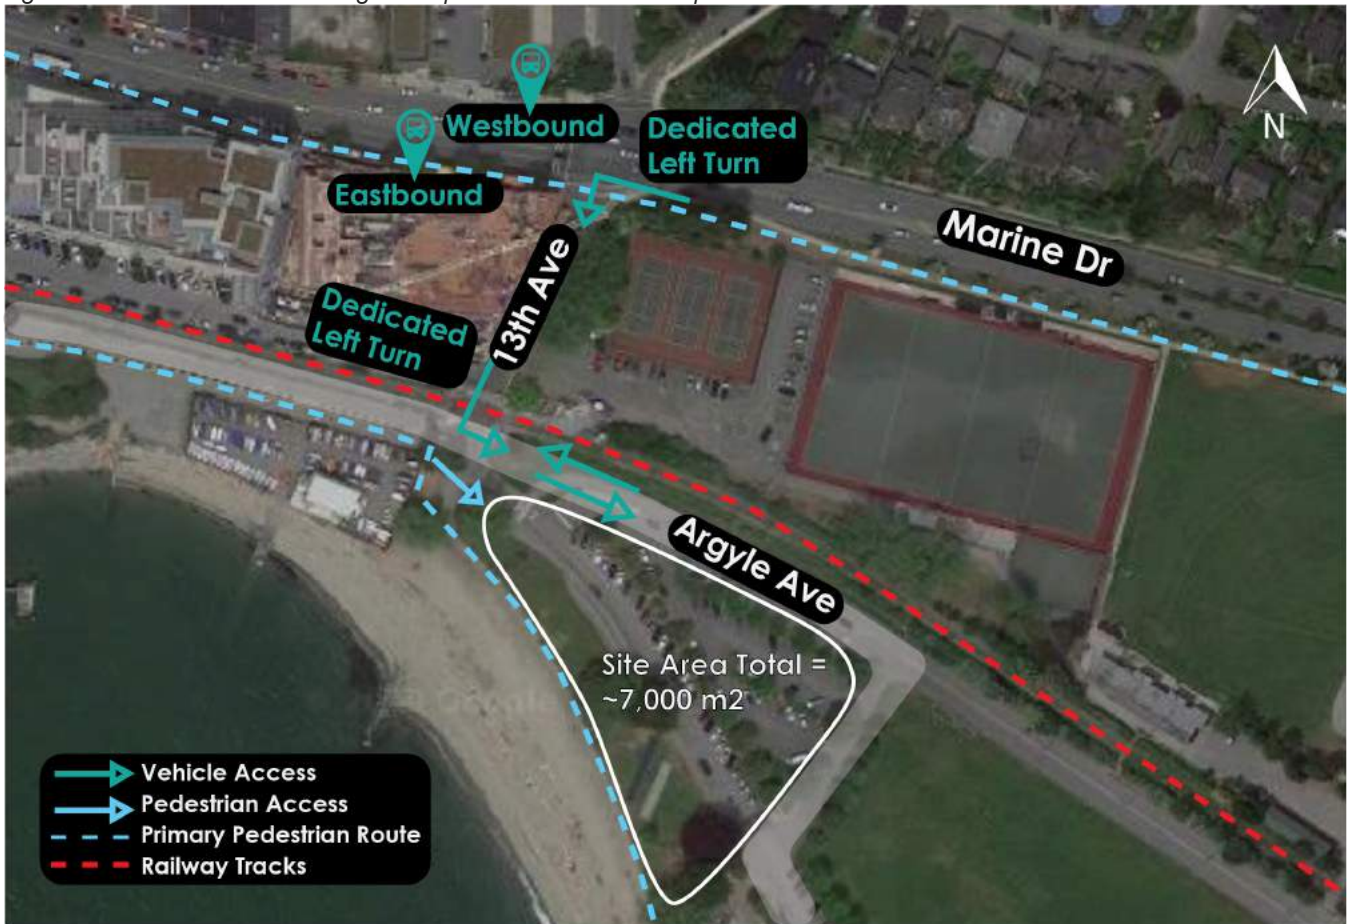 Westbound
Eastbound
Dedicated
Left Turn
N
Marine Dr
13th Ave
Dedicated
Left Turn
Argyle Ave
Site Area Total =
~7,000 m2
Vehicle Access
Pedestrian Access
Primary Pedestrian Route
Railway Tracks